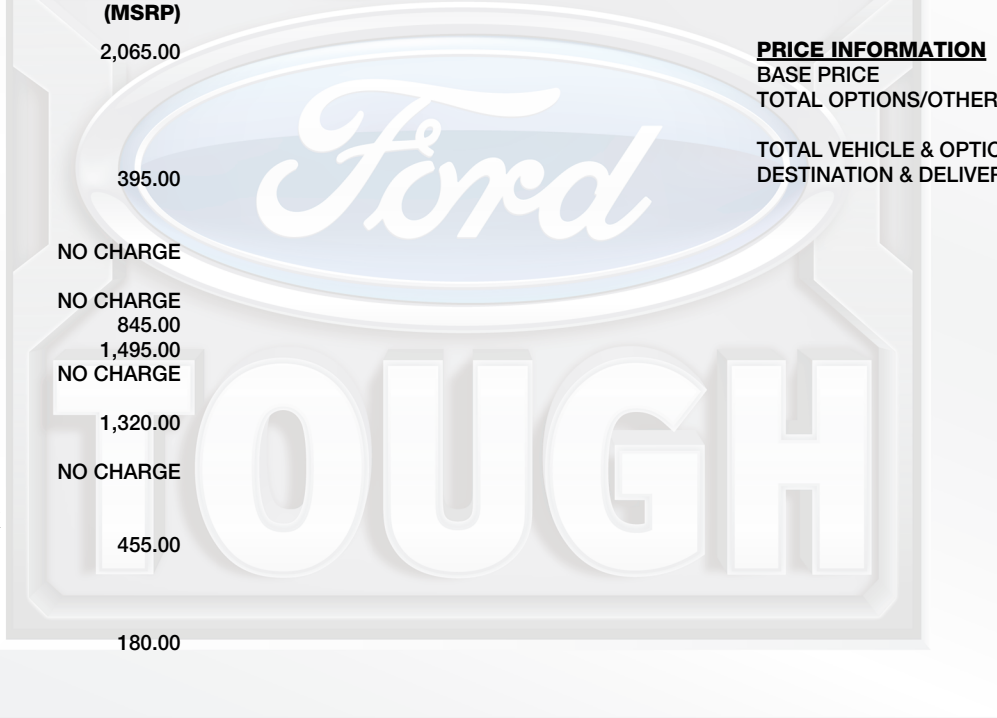 (MSRP)
2,065.00
395.00
NO CHARGE
NO CHARGE
845.00
1,495.00
NO CHARGE
1,320.00
NO CHARGE
455.00
180.00
PRICE INFORMATION
BASE PRICE
TOTAL OPTIONS/OTHER
TOTAL VEHICLE & OPTIO
DESTINATION & DELIVER
Ford
TOUGH